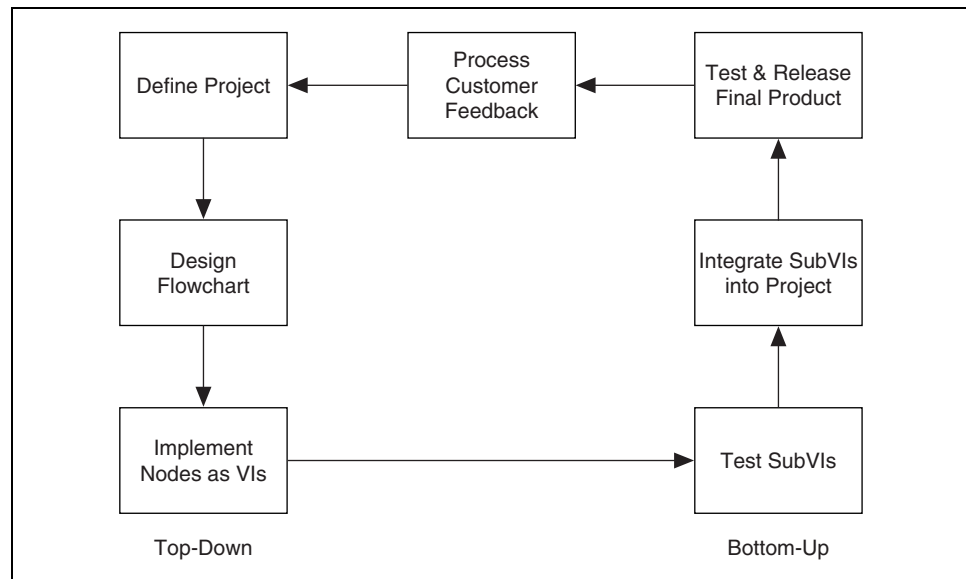 Define Project
Process
Customer
Feedback
Test & Release
Final Product
Design
Flowchart
Integrate SubVIs
into Project
Implement
Nodes as VIs
Test SubVIs
Top-Down
Bottom-Up